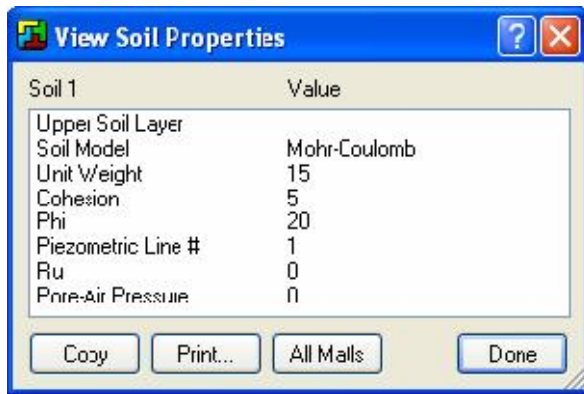 View Soil Properties
Soil 1 Value
Upper Soil Layer
Soil Model Mohr-Coulomb
Unit Weight 15
Cohesion 5
Phi 20
Piezometric Line # 1
Ru 0
Pore-Air Pressure 0
Copy Print... All Matls Done